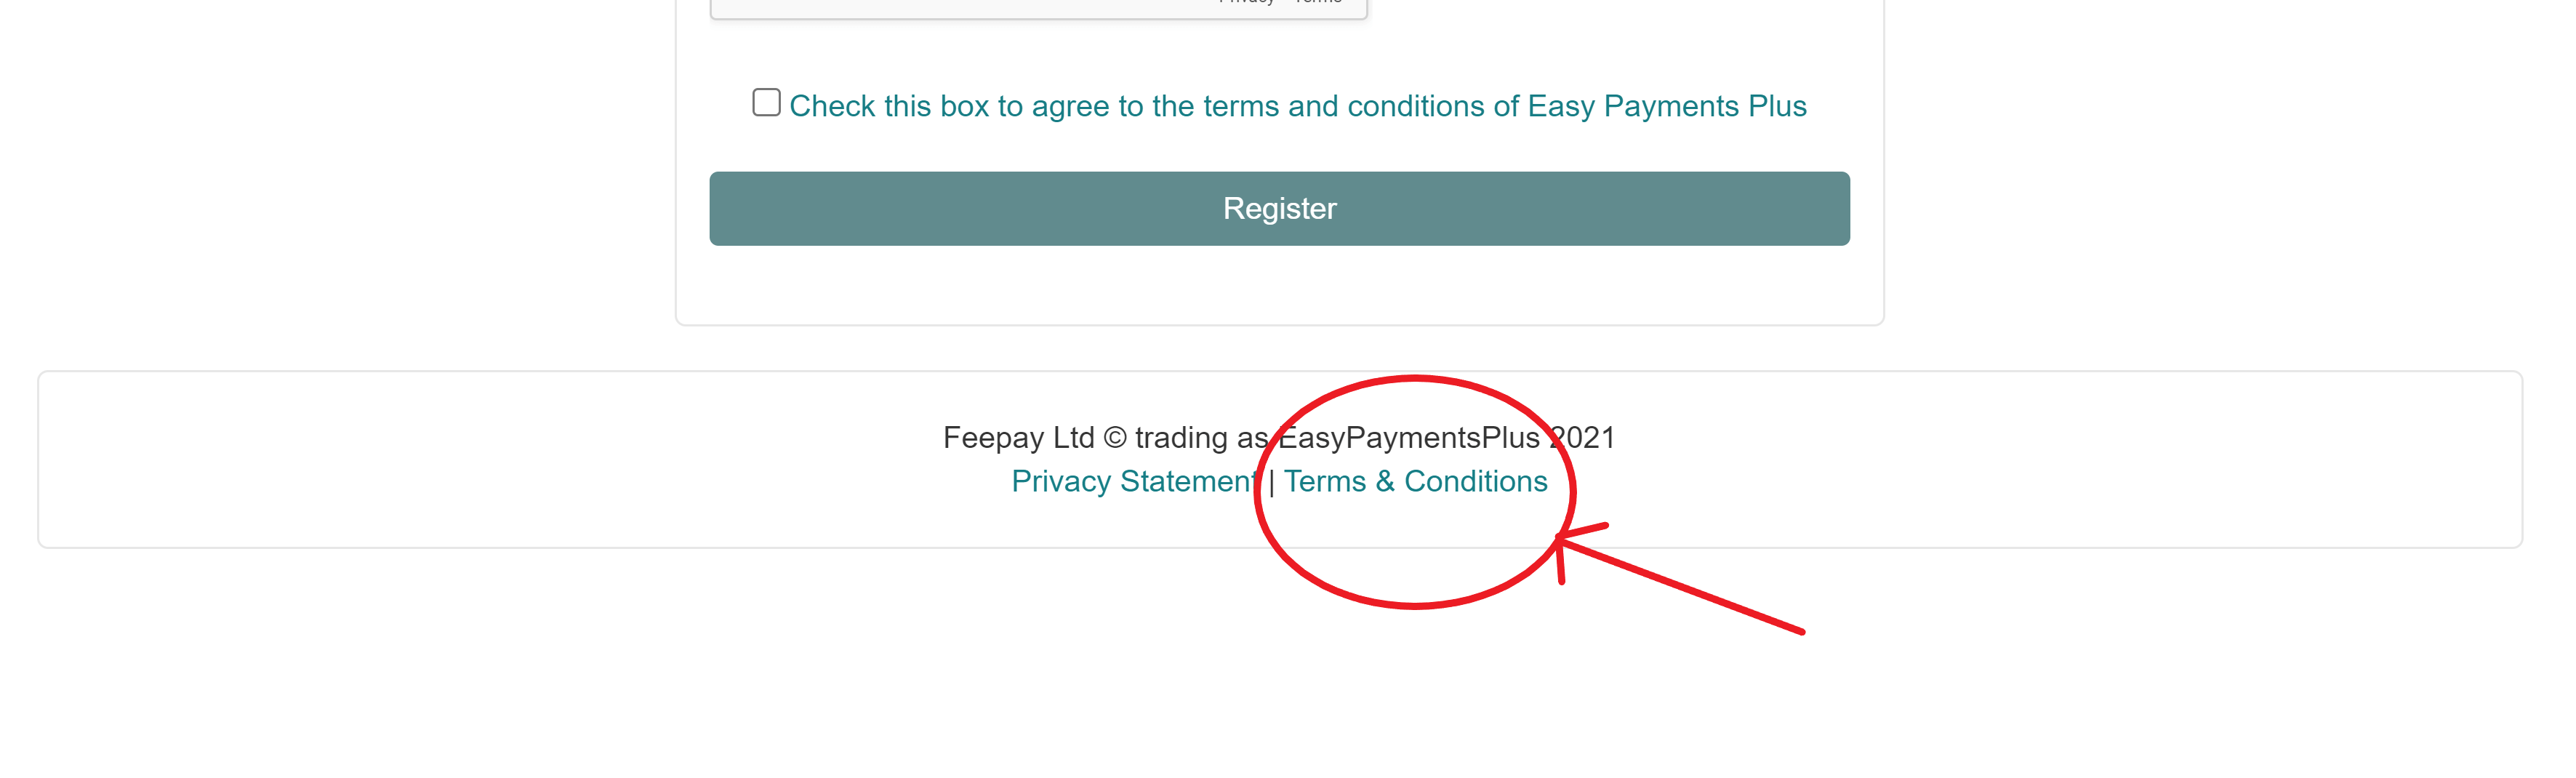 Privacy - Terms
Check this box to agree to the terms and conditions of Easy Payments Plus
Register
Feepay Ltd © trading as EasyPaymentsPlus 2021
Privacy Statement | Terms & Conditions